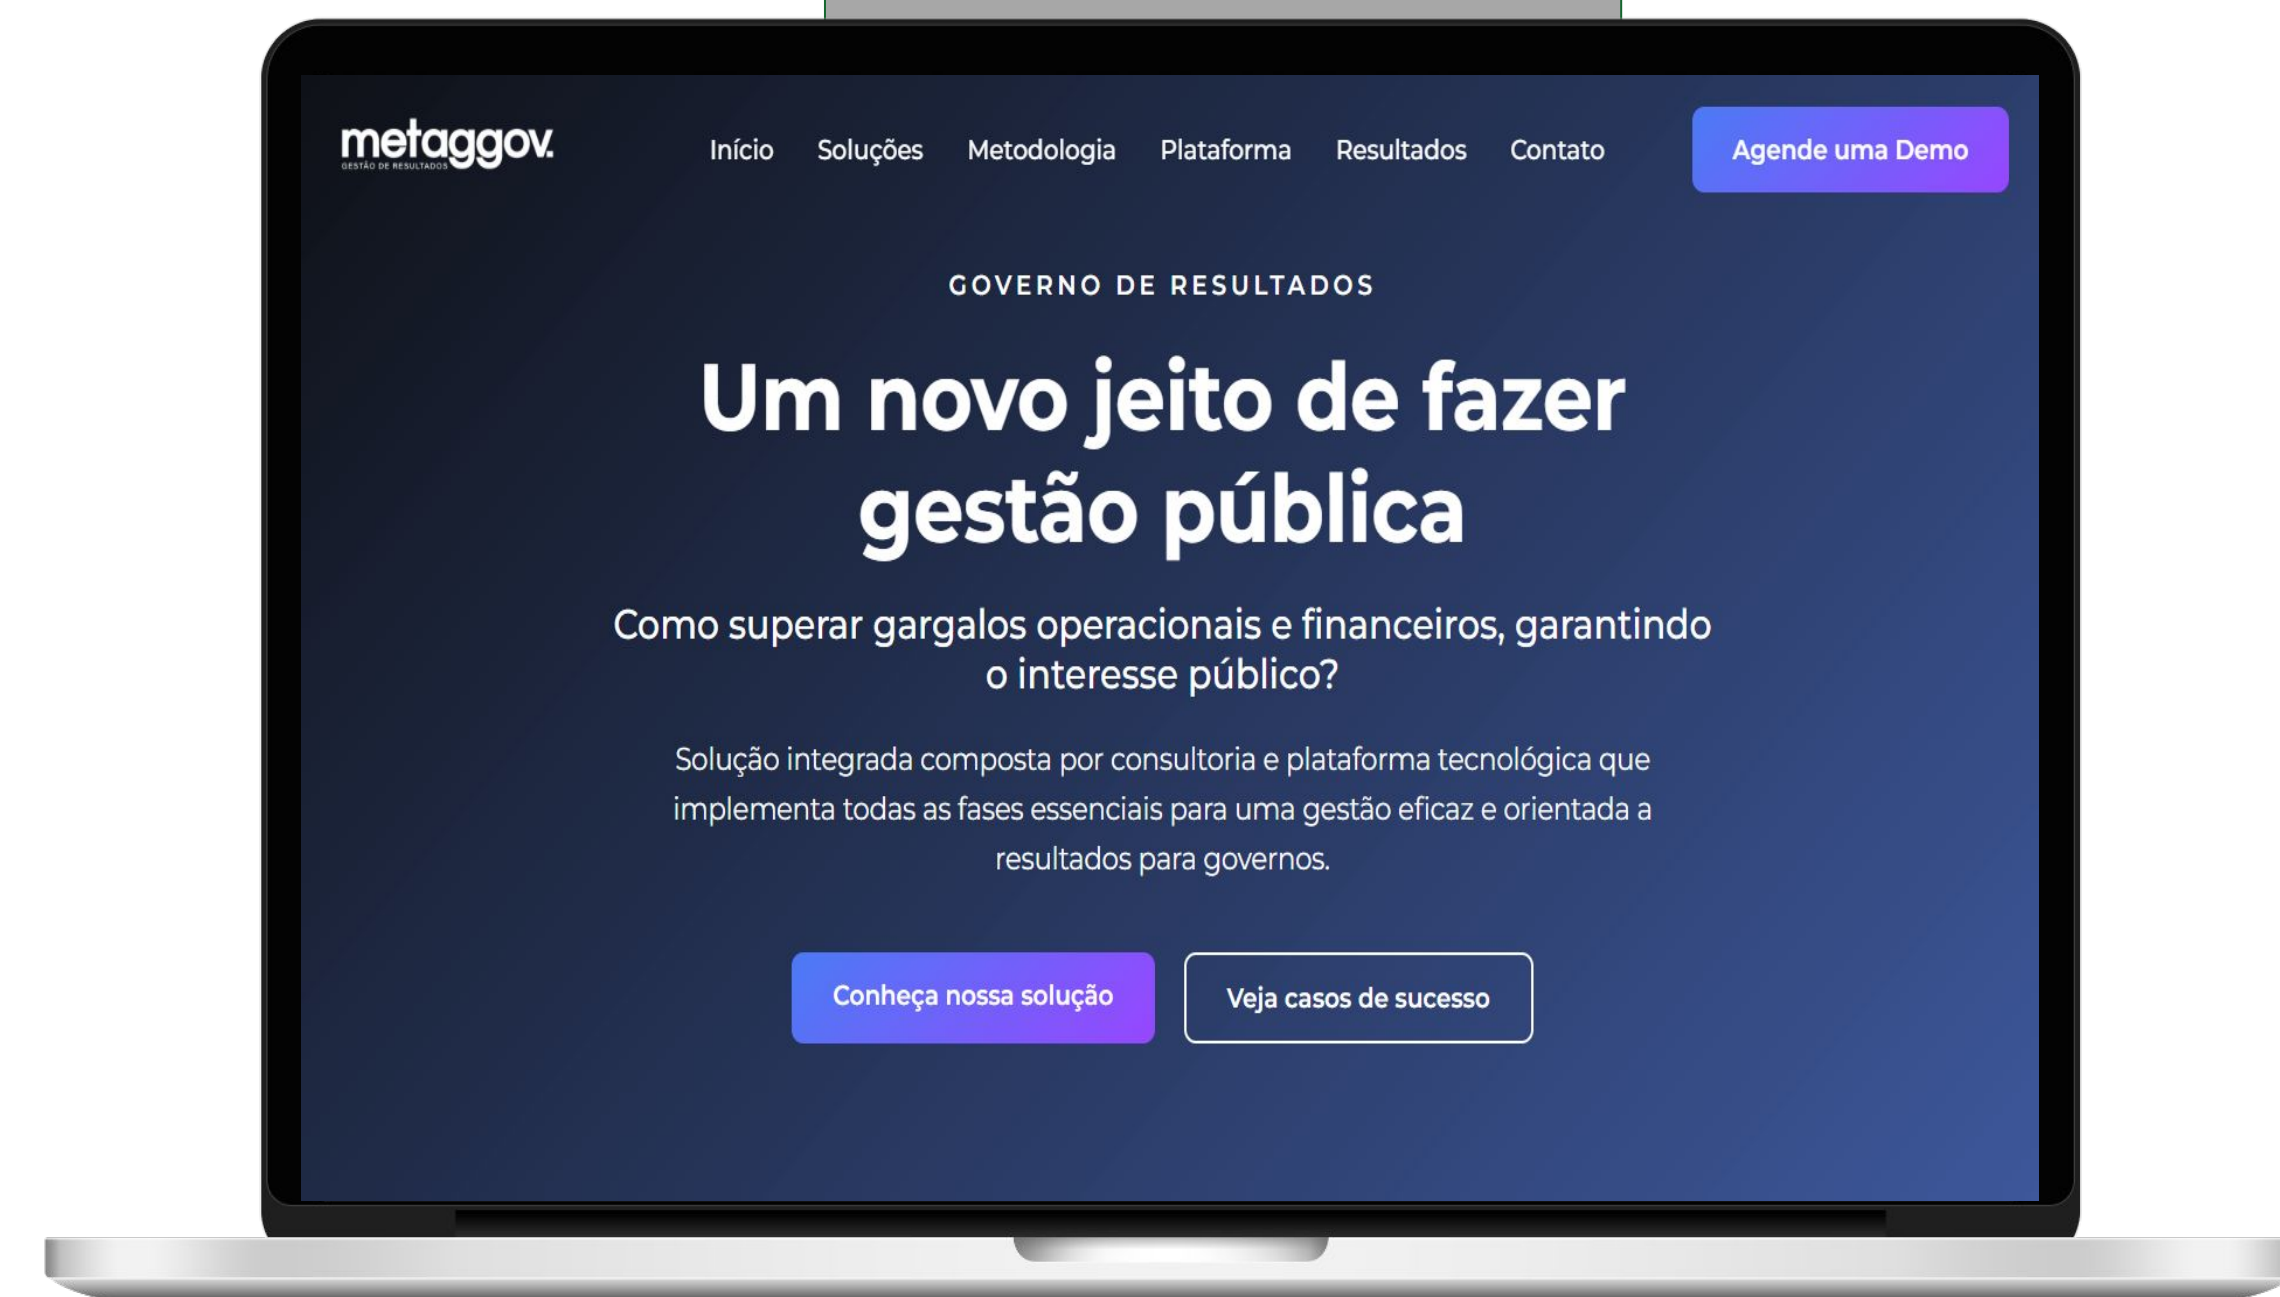 metaggov.
GESTÃO DE RESULTADOS
Início Soluções Metodologia Plataforma Resultados Contato
Agende uma Demo
GOVERNO DE RESULTADOS
Um novo jeito de fazer
gestão pública
Como superar gargalos operacionais e financeiros, garantindo
o interesse público?
Solução integrada composta por consultoria e plataforma tecnológica que
implementa todas as fases essenciais para uma gestão eficaz e orientada a
resultados para governos.
Conheça nossa solução
Veja casos de sucesso